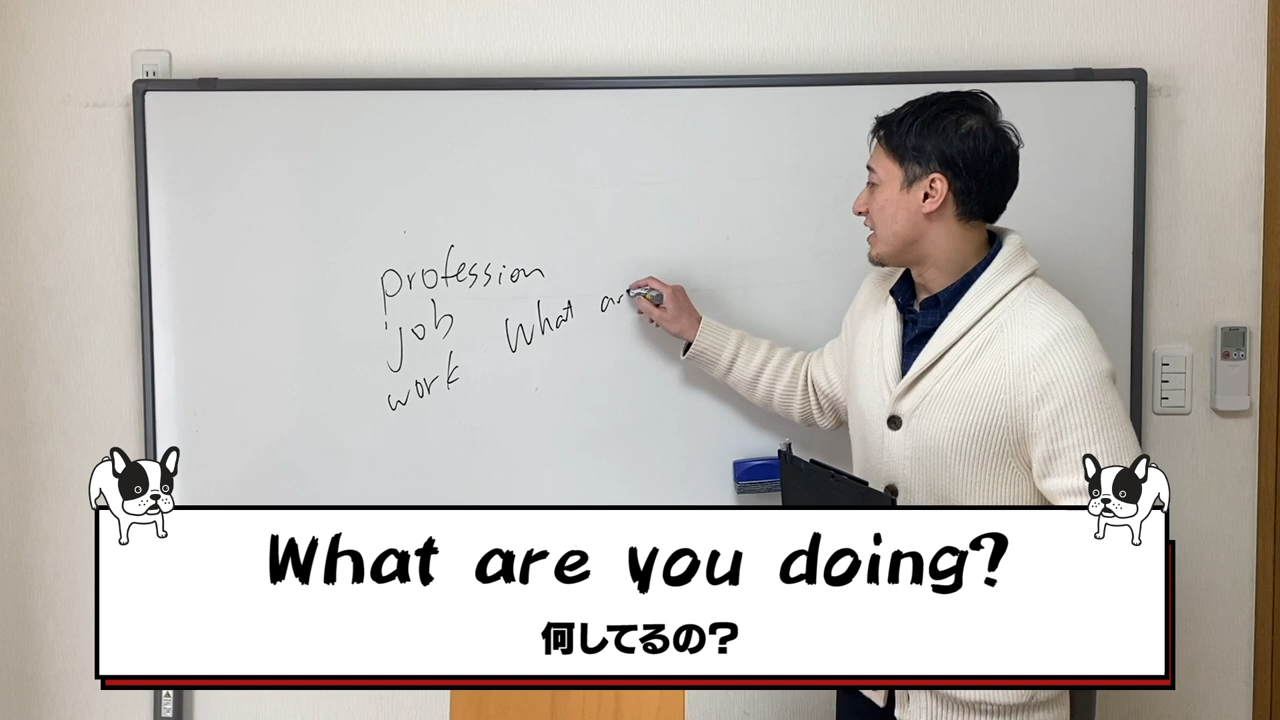 profession
job
What ar
work
What are you doing?
何してるの？